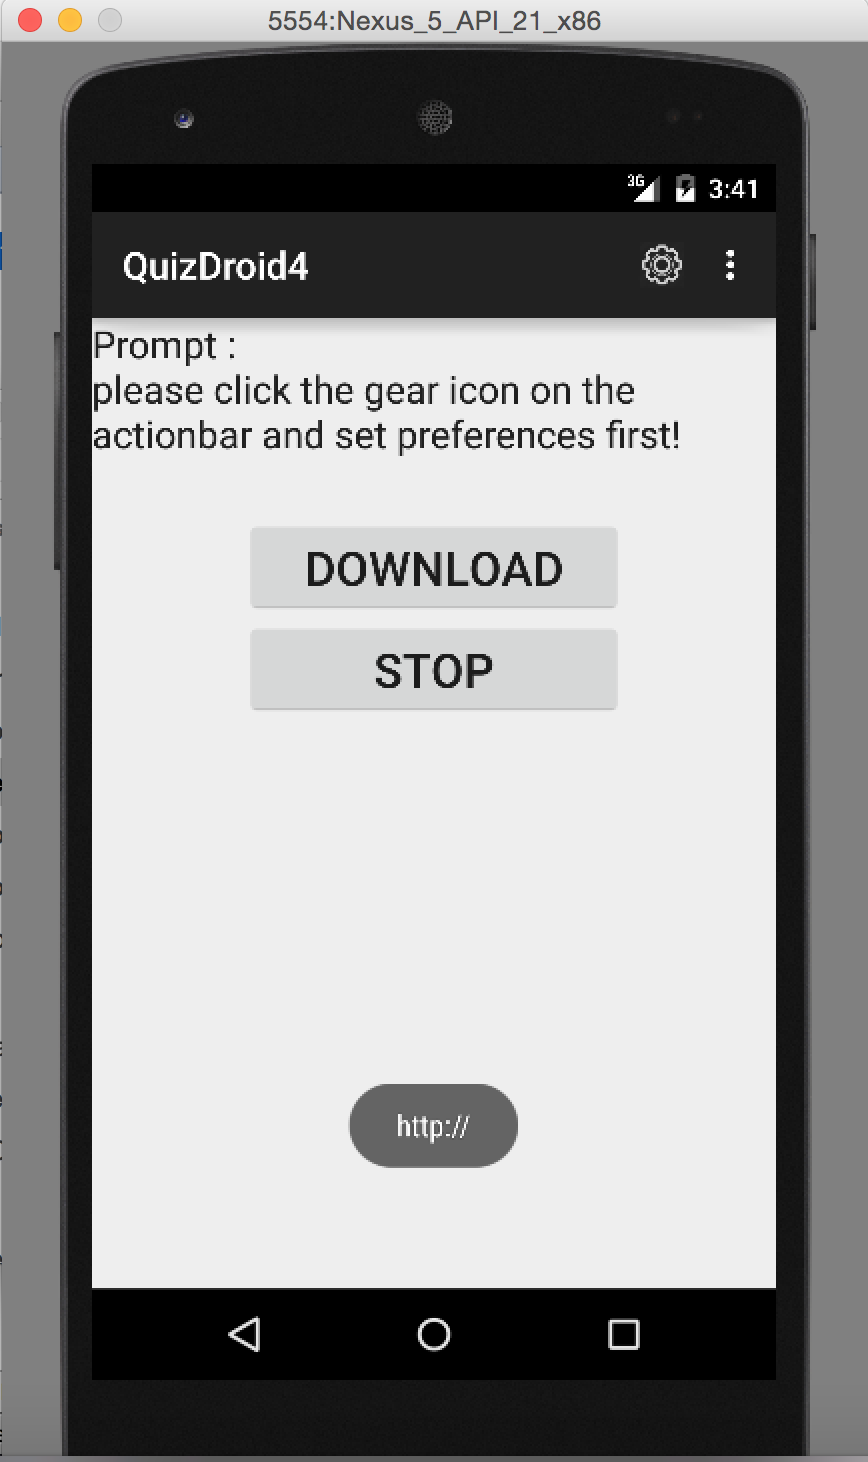 5554:Nexus_5_API_21_x86
3G 3:41
QuizDroid4
Prompt :
please click the gear icon on the
actionbar and set preferences first!
DOWNLOAD
STOP
http://